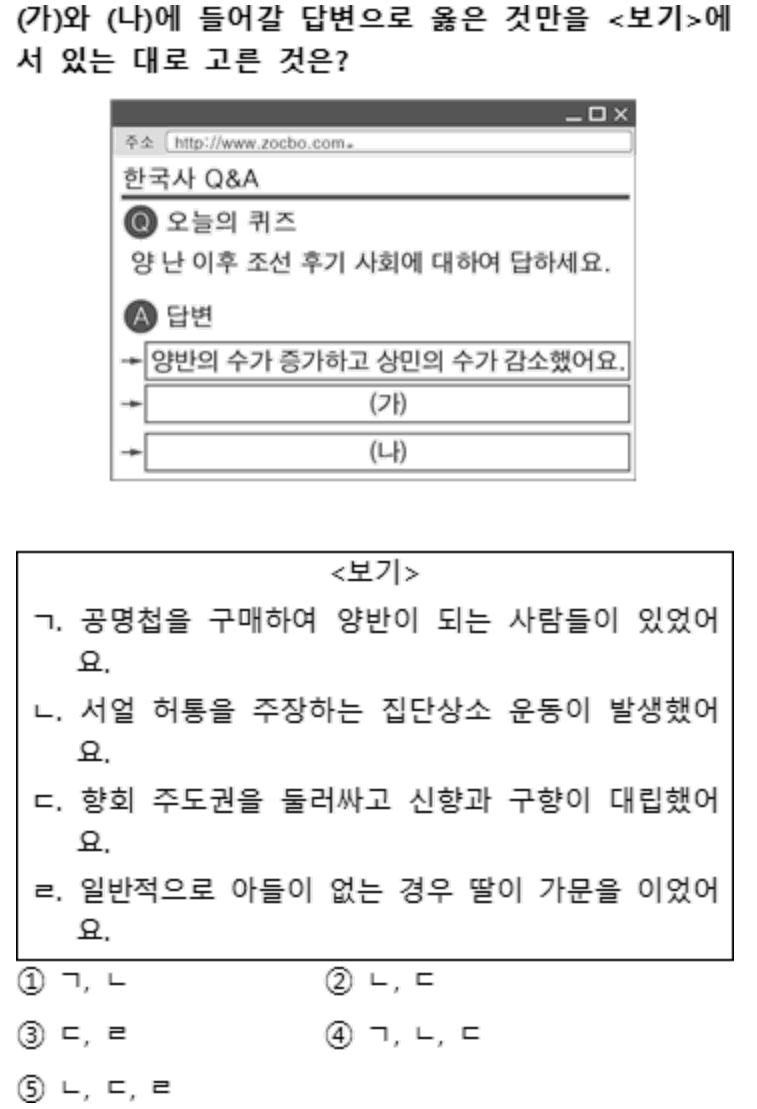 (가)와 (나)에 들어갈 답변으로 옳은 것만을 <보기>에
서 있는 대로 고른 것은?
주소 http://www.zocbo.com.
한국사 Q&A
Q 오늘의 퀴즈
양 난 이후 조선 후기 사회에 대하여 답하세요.
A 답변
→ 양반의 수가 증가하고 상민의 수가 감소했어요.
→ (가)
→ (나)
<보기>
ㄱ. 공명첩을 구매하여 양반이 되는 사람들이 있었어
요.
ㄴ. 서얼 허통을 주장하는 집단상소 운동이 발생했어
요.
ㄷ. 향회 주도권을 둘러싸고 신향과 구향이 대립했어
요.
ㄹ. 일반적으로 아들이 없는 경우 딸이 가문을 이었어
요.
① ㄱ, ㄴ ② ㄴ, ㄷ
③ ㄷ, ㄹ ④ ㄱ, ㄴ, ㄷ
⑤ ㄴ, ㄷ, ㄹ